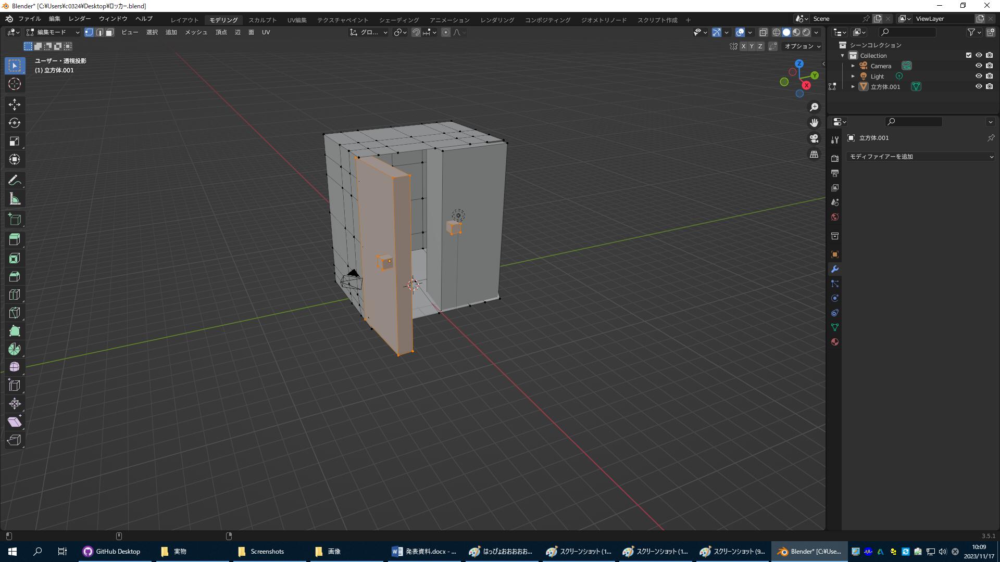 Blender* [C:¥Users¥c0324¥Desktop¥ロッカー.blend]
ファイル 編集 レンダー ウィンドウ ヘルプ レイアウト モデリング スカルプト UV編集 テクスチャペイント シェーディング アニメーション レンダリング コンポジティング ジオメトリノード スクリプト作成 + Scene ViewLayer
編集モード ビュー 選択 追加 メッシュ 頂点 辺 面 UV グロ...
X Y Z オプション
シーンコレクション
Collection
Camera
Light
立方体.001
ユーザー・透視投影
(1) 立方体.001
Z
Y
X
立方体.001
モディファイアーを追加
3.5.1
GitHub Desktop 実物 Screenshots 画像 発表資料.docx - ... はっぴょおおおおお... スクリーンショット (1... スクリーンショット (1... スクリーンショット (9... Blender* [C:¥Use...
10:09
2023/11/17